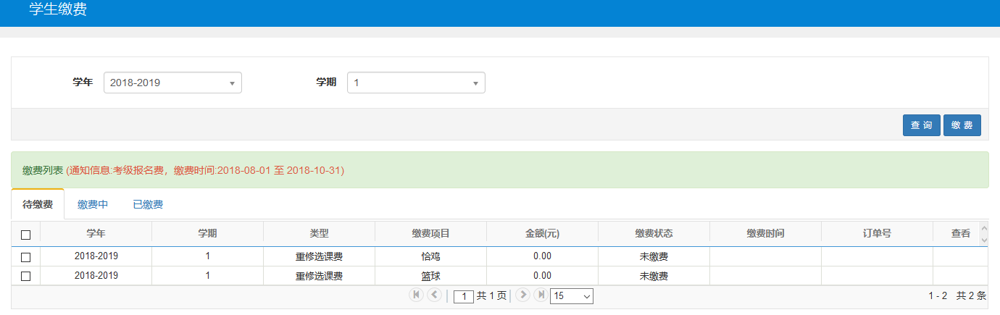 学生缴费
学年 2018-2019 学期 1
查 询 缴 费
缴费列表 (通知信息:考级报名费，缴费时间:2018-08-01 至 2018-10-31)
待缴费 缴费中 已缴费
学年 学期 类型 缴费项目 金额(元) 缴费状态 缴费时间 订单号 查看
2018-2019 1 重修选课费 恰鸡 0.00 未缴费
2018-2019 1 重修选课费 篮球 0.00 未缴费
1 共 1 页 15 1 - 2 共 2 条